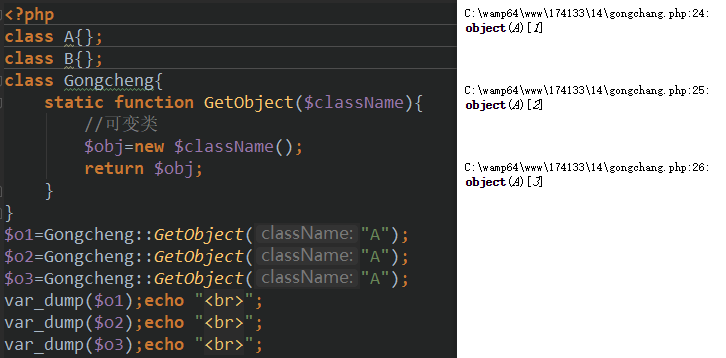 <?php
class A{};
class B{};
class Gongcheng{
    static function GetObject($className){
        //可变类
        $obj=new $className();
        return $obj;
    }
}
$o1=Gongcheng::GetObject( className: "A");
$o2=Gongcheng::GetObject( className: "A");
$o3=Gongcheng::GetObject( className: "A");
var_dump($o1);echo "<br>";
var_dump($o2);echo "<br>";
var_dump($o3);echo "<br>";
C:\wamp64\www\174133\14\gongchang.php:24:
object(A)[1]
C:\wamp64\www\174133\14\gongchang.php:25:
object(A)[2]
C:\wamp64\www\174133\14\gongchang.php:26:
object(A)[3]